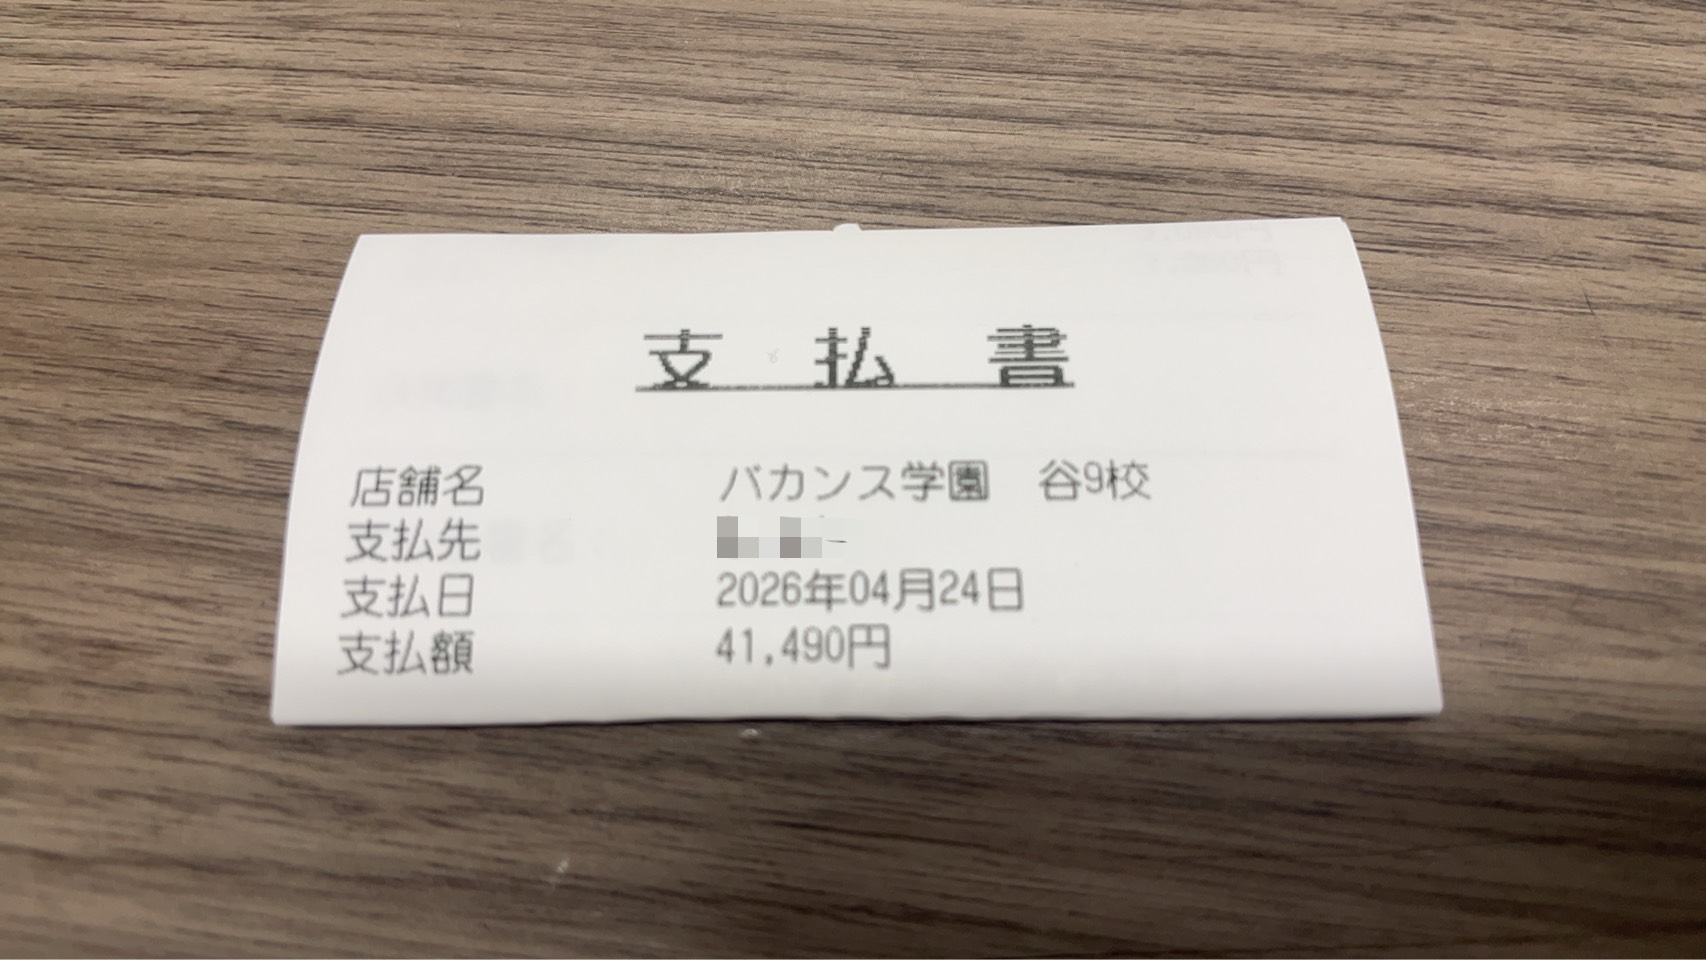 支 払 書
店舗名 バカンス学園 谷9校
支払先
支払日 2026年04月24日
支払額 41,490円